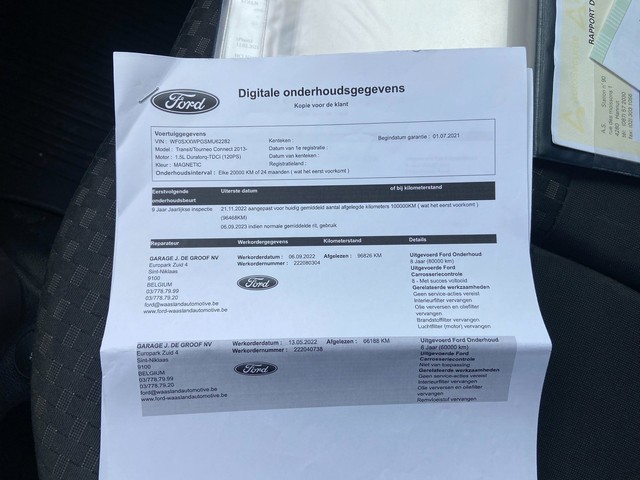 Ford
Digitale onderhoudsgegevens
Kopie voor de klant
Voertuiggegevens
VIN : WF0SXXWPGSMU62282 Kenteken : Begindatum garantie : 01.07.2021
Model : Transit/Tourneo Connect 2013- Datum van 1e registratie :
Motor : 1.5L Duratorq-TDCi (120PS) Datum van kenteken :
Kleur : MAGNETIC Registratieland :
Onderhoudsinterval : Elke 20000 KM of 24 maanden ( wat het eerst voorkomt )
Eerstvolgende onderhoudsbeurt Uiterste datum of bij kilometerstand
9 Jaar Jaarlijkse inspectie 21.11.2022 aangepast voor huidig gemiddeld aantal afgelegde kilometers 100000KM ( wat het eerst voorkomt )
(96468KM)
06.09.2023 indien normale gemiddelde rit, gebruik
Reparateur Werkordergegevens Kilometerstand Details
GARAGE J. DE GROOF NV Werkorderdatum : 06.09.2022 Afgelezen : 96826 KM Uitgevoerd Ford Onderhoud
Europark Zuid 4 Werkordernummer : 222080304 8 Jaar (80000 km)
Sint-Niklaas Uitgevoerde Ford
9100 Carrosseriecontrole
BELGIUM 8 - Met succes voltooid
03/778.79.99 Gerelateerde werkzaamheden
03/778.79.20 Geen service-acties vereist
ford@waaslandautomotive.be Interieurfilter vervangen
www.ford-waaslandautomotive.be Olie verversen en oliefilter
vervangen
Brandstoffilter vervangen
Luchtfilter (motor) vervangen
Ford
GARAGE J. DE GROOF NV Werkorderdatum : 13.05.2022 Afgelezen : 66188 KM Uitgevoerd Ford Onderhoud
Europark Zuid 4 Werkordernummer : 222040738 6 Jaar (60000 km)
Sint-Niklaas Uitgevoerde Ford
9100 Carrosseriecontrole
BELGIUM Niet van toepassing
03/778.79.99 Gerelateerde werkzaamheden
03/778.79.20 Geen service-acties vereist
ford@waaslandautomotive.be Interieurfilter vervangen
www.ford-waaslandautomotive.be Olie verversen en oliefilter
vervangen
Remvloeistof vervangen
Ford
RAPPORT D